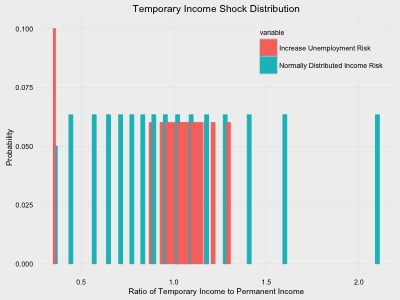 Temporary Income Shock Distribution
variable
Increase Unemployment Risk
Normally Distributed Income Risk
Probability
0.100
0.075
0.050
0.025
0.000
0.5
1.0
1.5
2.0
Ratio of Temporary Income to Permanent Income